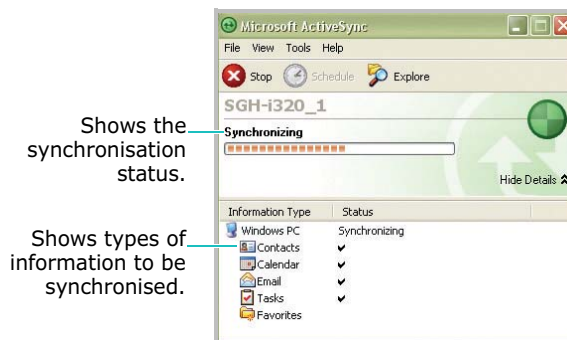 Microsoft ActiveSync
File View Tools Help
Stop Schedule Explore
SGH-i320_1
Synchronizing
Hide Details
Shows the
synchronisation
status.
Information Type Status
Windows PC Synchronizing
Contacts
Calendar
Email
Tasks
Favorites
Shows types of
information to be
synchronised.